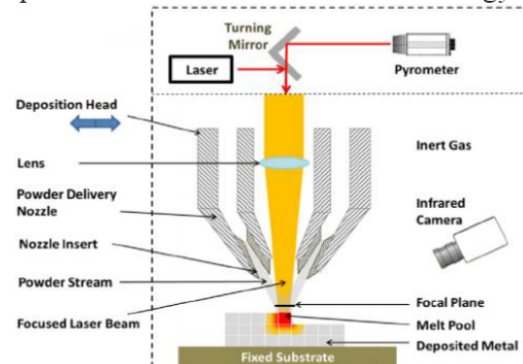 Turning
Mirror
Laser
Pyrometer
Deposition Head
Inert Gas
Lens
Powder Delivery
Nozzle
Infrared
Camera
Nozzle Insert
Powder Stream
Focal Plane
Focused Laser Beam
Melt Pool
Deposited Metal
Fixed Substrate